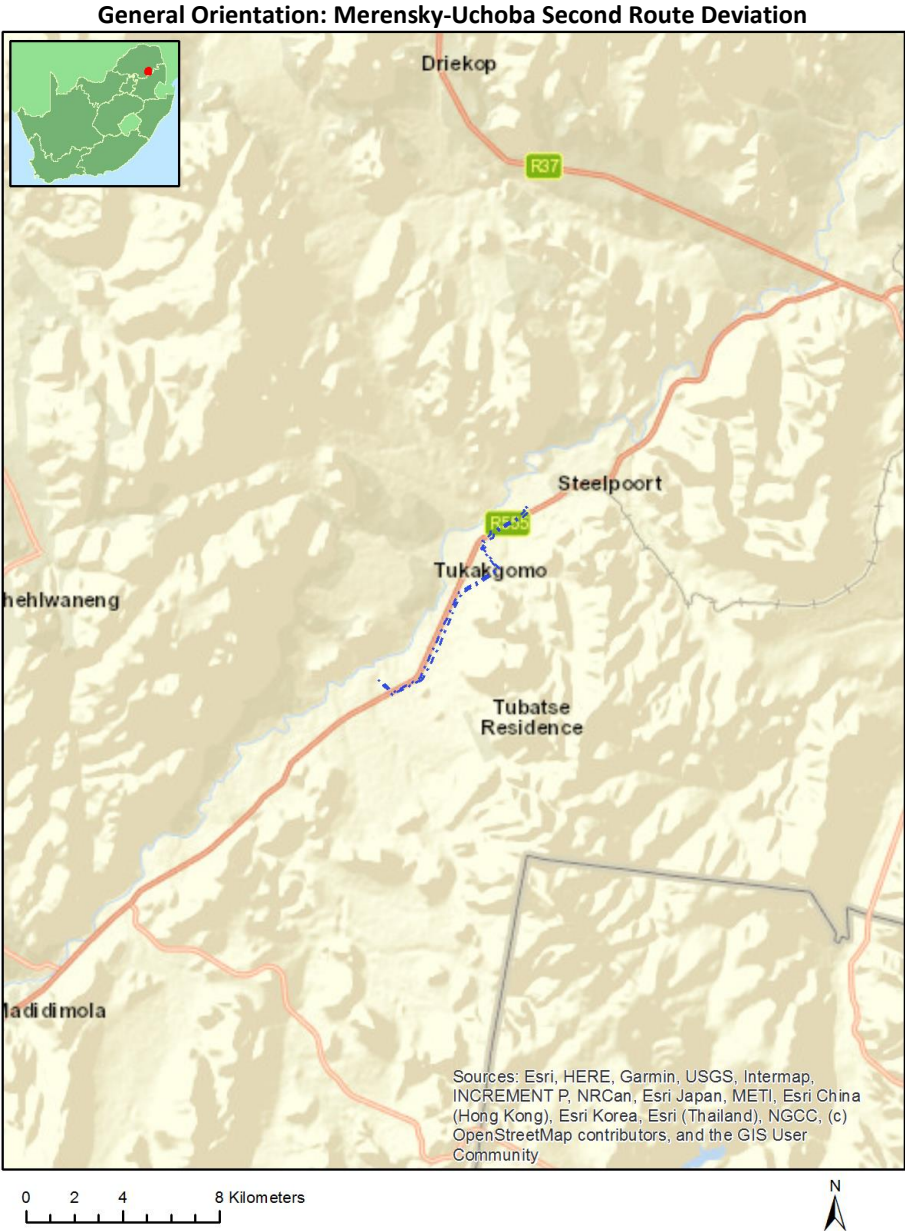 General Orientation: Merensky-Uchoba Second Route Deviation
Driekop
R37
Steelpoort
R555
Tukakgomo
hehlwaneng
Tubatse
Residence
Madidimola
Sources: Esri, HERE, Garmin, USGS, Intermap,
INCREMENT P, NRCan, Esri Japan, METI, Esri China
(Hong Kong), Esri Korea, Esri (Thailand), NGCC, (c)
OpenStreetMap contributors, and the GIS User
Community
0 2 4 8 Kilometers
N